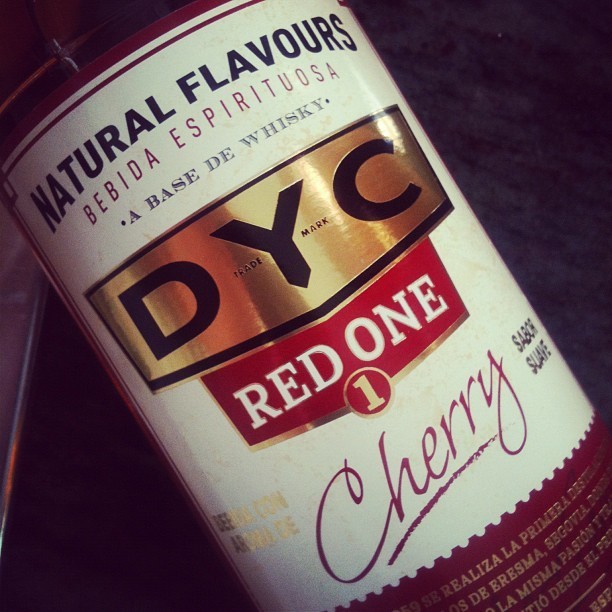 NATURAL FLAVOURS
BEBIDA ESPIRITUOSA
·A BASE DE WHISKY·
DYC
TRADE MARK
RED ONE
1
SABOR
SUAVE
Cherry
CON
AROMA DE
SE REALIZA LA PRIMERA
DE ERESMA, SEGOVIA,
LA MISMA PASIÓN
DESDE EL